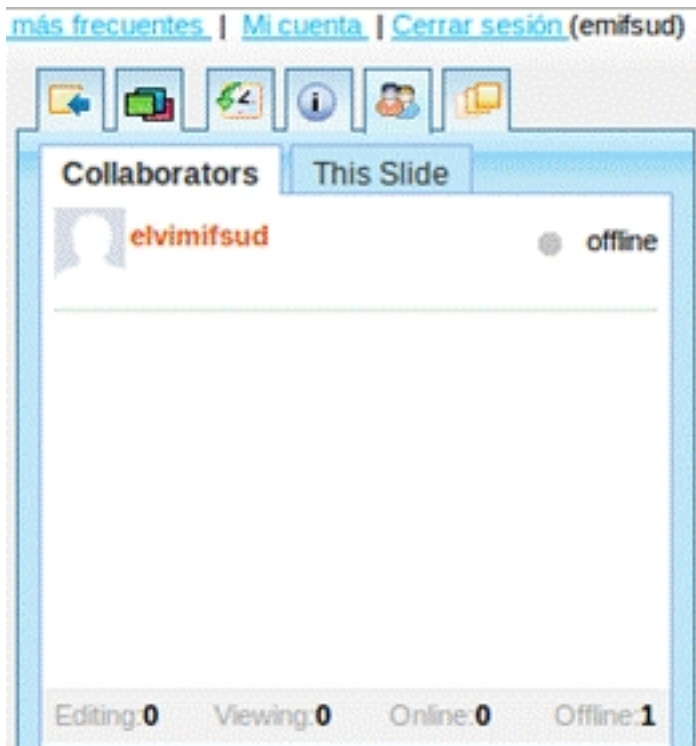 más frecuentes | Mi cuenta | Cerrar sesión (emifsud)
Collaborators This Slide
elvimifsud offline
Editing:0 Viewing:0 Online:0 Offline:1